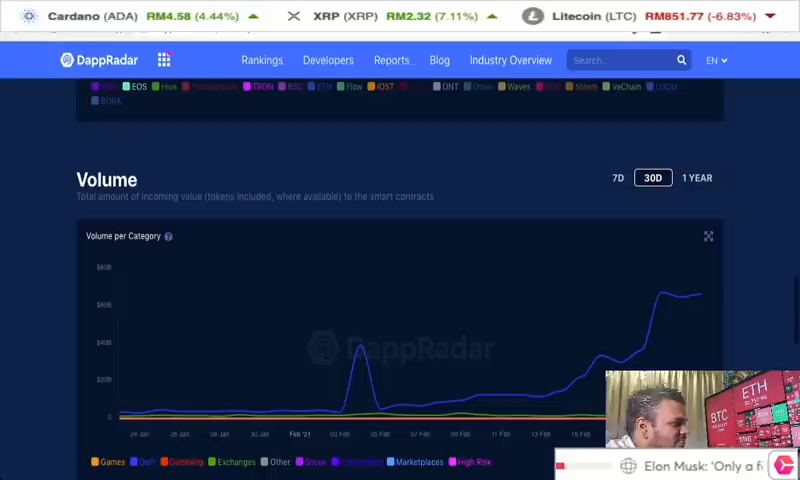 Cardano (ADA) RM4.58 (4.44%) XRP (XRP) RM2.32 (7.11%) Litecoin (LTC) RM851.77 (-6.83%)
DappRadar Rankings Developers Reports Blog Industry Overview Search... EN
EOS Hive TRON BSC ETH Flow IOST ONT Other Waves Steem VeChain LOOM
BORA
Volume 7D 30D 1 YEAR
Total amount of incoming value (tokens included, where available) to the smart contracts
Volume per Category
$80B
$60B
$40B
$20B
0
DappRadar
24 Jan 26 Jan 28 Jan 30 Jan Feb '21 03 Feb 05 Feb 07 Feb 09 Feb 11 Feb 13 Feb
Games DeFi Gambling Exchanges Other Social Marketplaces High Risk
ETH
BTC
Elon Musk: 'Only a f